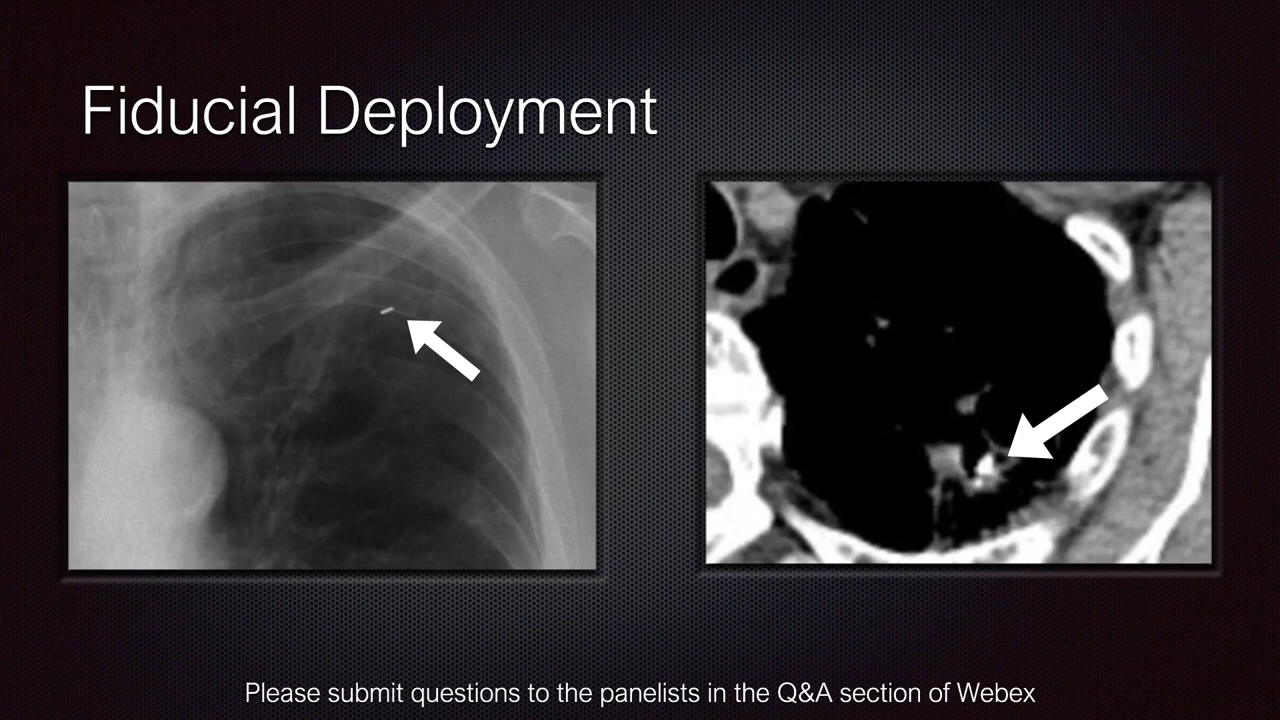 Fiducial Deployment
Please submit questions to the panelists in the Q&A section of Webex